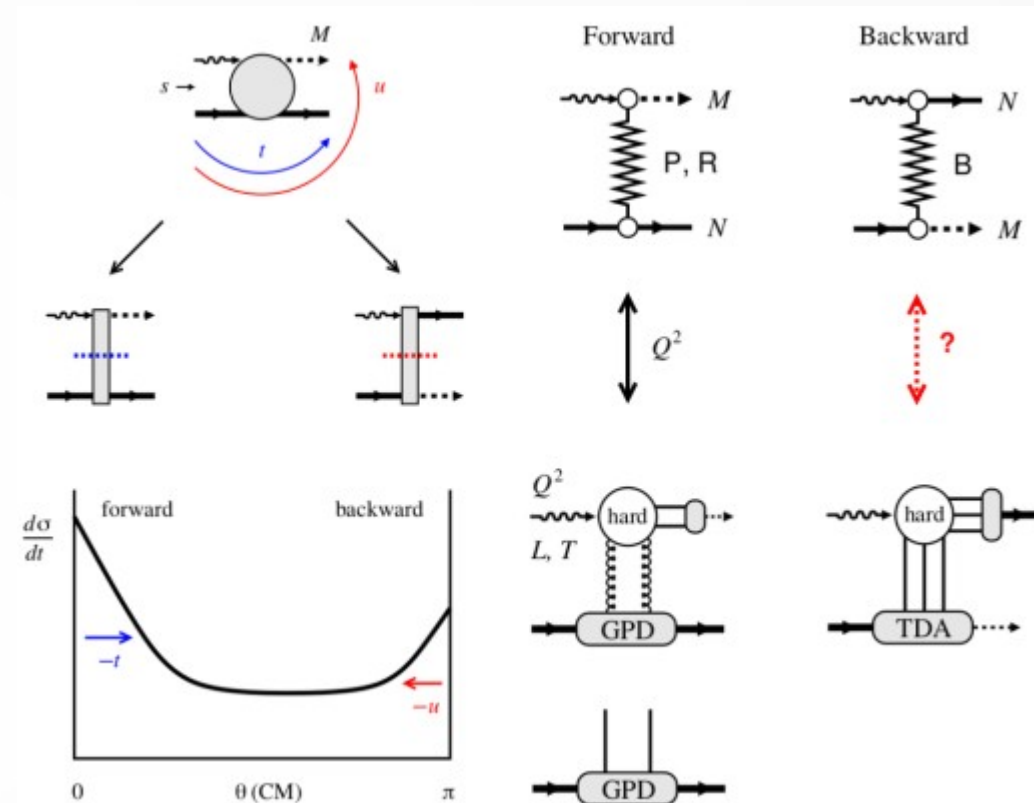 M
s →
u
t
forward
backward
dσ
dt
−t
−u
0
θ (CM)
π
Forward
Backward
M
N
P, R
B
N
M
Q²
?
Q²
hard
L, T
GPD
hard
TDA
GPD